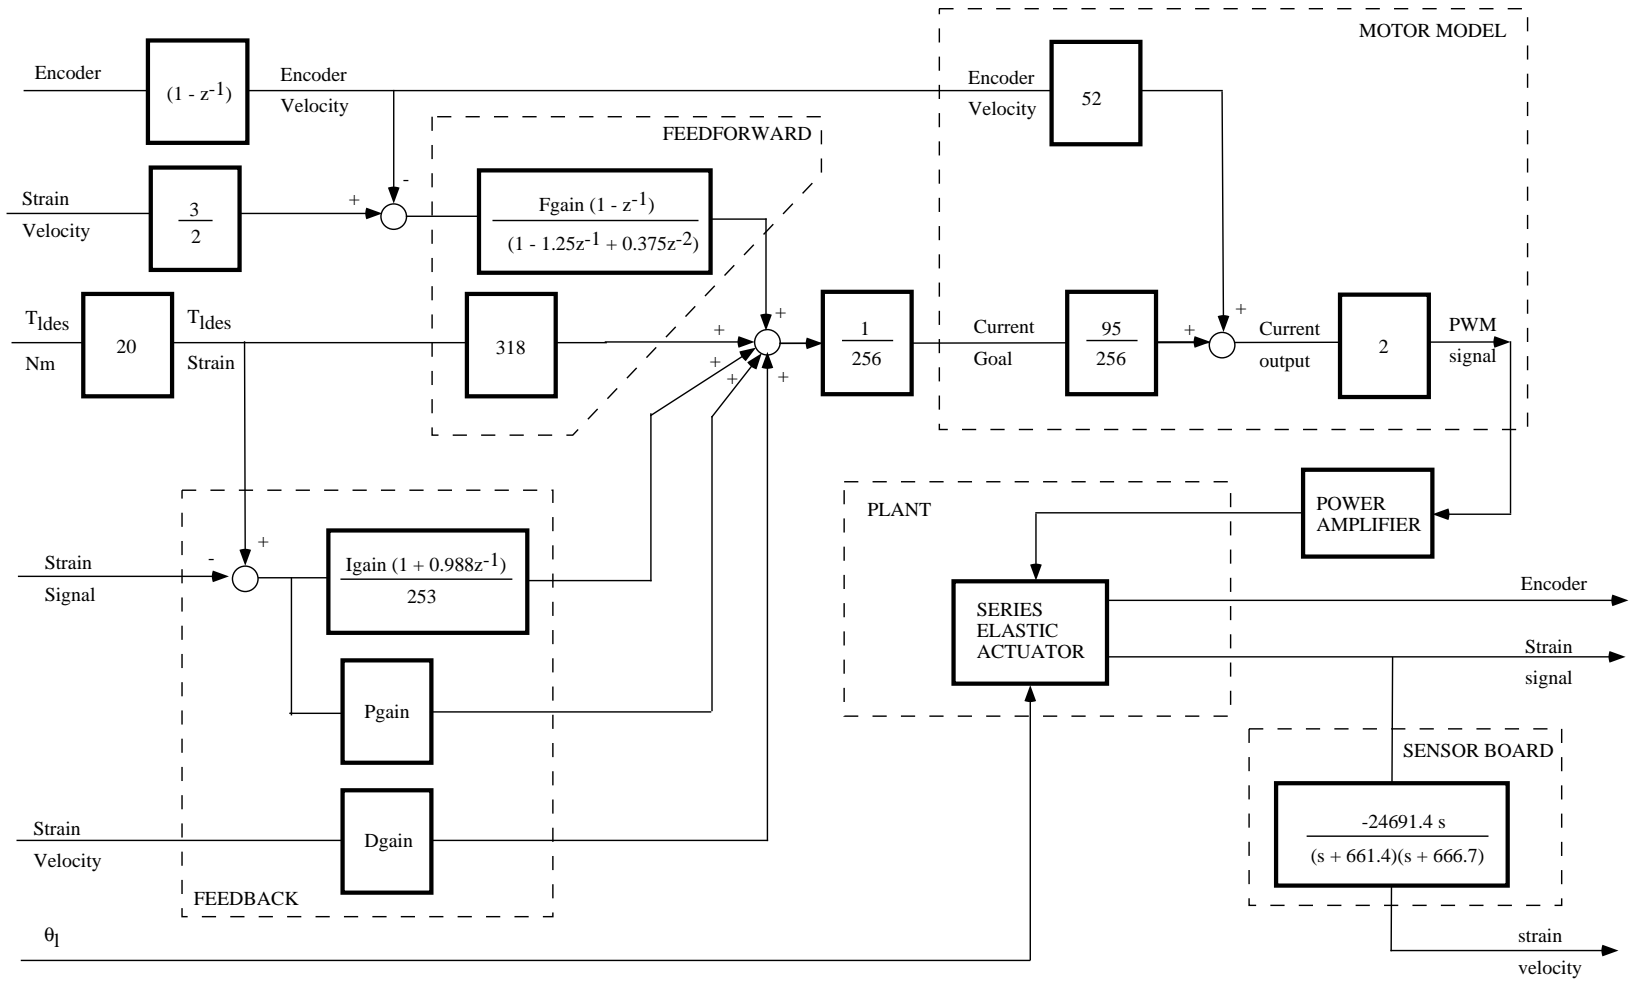 MOTOR MODEL
Encoder
(1 - z-1)
Encoder
Velocity
Encoder
Velocity
52
FEEDFORWARD
-
Strain
Velocity
3
2
+
Fgain (1 - z-1)
(1 - 1.25z-1 + 0.375z-2)
+
+
Tldes
Nm
20
Tldes
Strain
318
+
+
+
+
1
256
Current
Goal
95
256
+
Current
output
2
PWM
signal
PLANT
POWER
AMPLIFIER
Strain
Signal
-
+
Igain (1 + 0.988z-1)
253
SERIES
ELASTIC
ACTUATOR
Encoder
Strain
signal
Pgain
SENSOR BOARD
Strain
Velocity
Dgain
-24691.4 s
(s + 661.4)(s + 666.7)
FEEDBACK
θl
strain
velocity